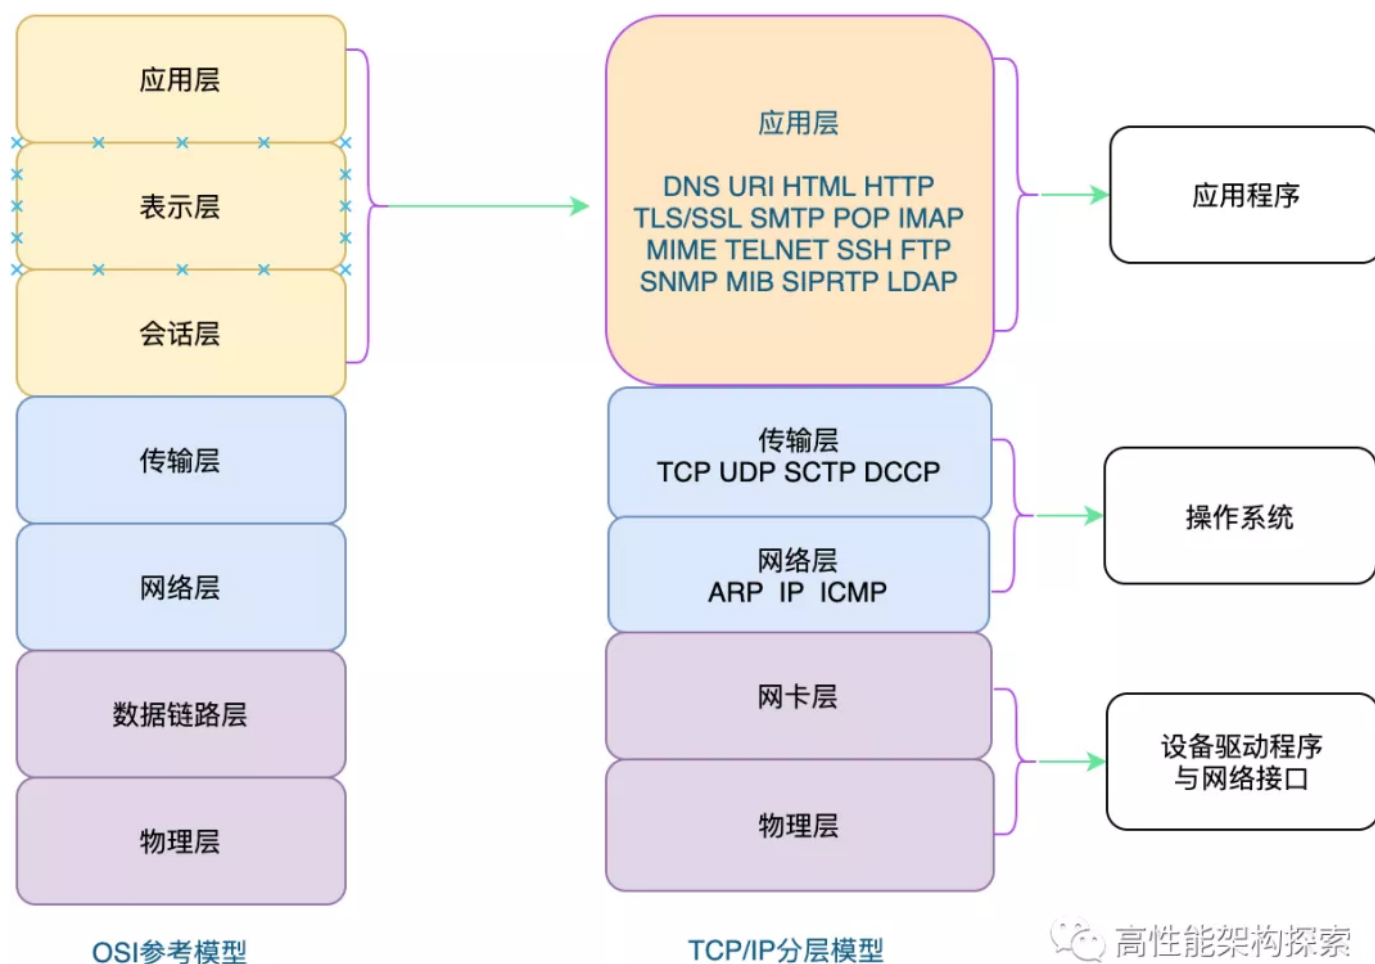 应用层
表示层
会话层
传输层
网络层
数据链路层
物理层
OSI参考模型
应用层
DNS URI HTML HTTP
TLS/SSL SMTP POP IMAP
MIME TELNET SSH FTP
SNMP MIB SIPRTP LDAP
传输层
TCP UDP SCTP DCCP
网络层
ARP IP ICMP
网卡层
物理层
TCP/IP分层模型
应用程序
操作系统
设备驱动程序
与网络接口
高性能架构探索